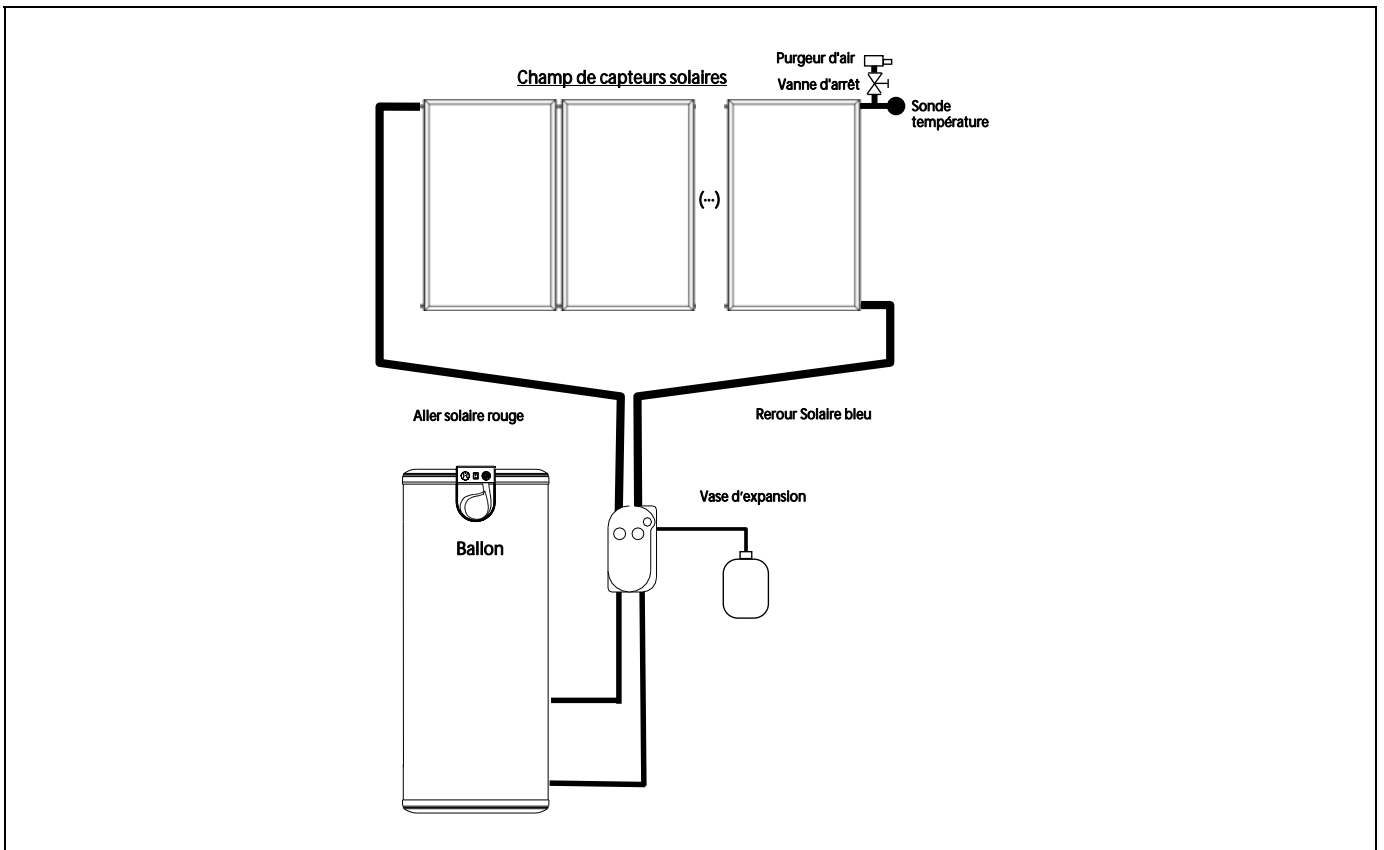 Purgeur d'air
Champ de capteurs solaires
Vanne d'arrêt
Sonde
température
(...)
Aller solaire rouge
Rerour Solaire bleu
Vase d'expansion
Ballon